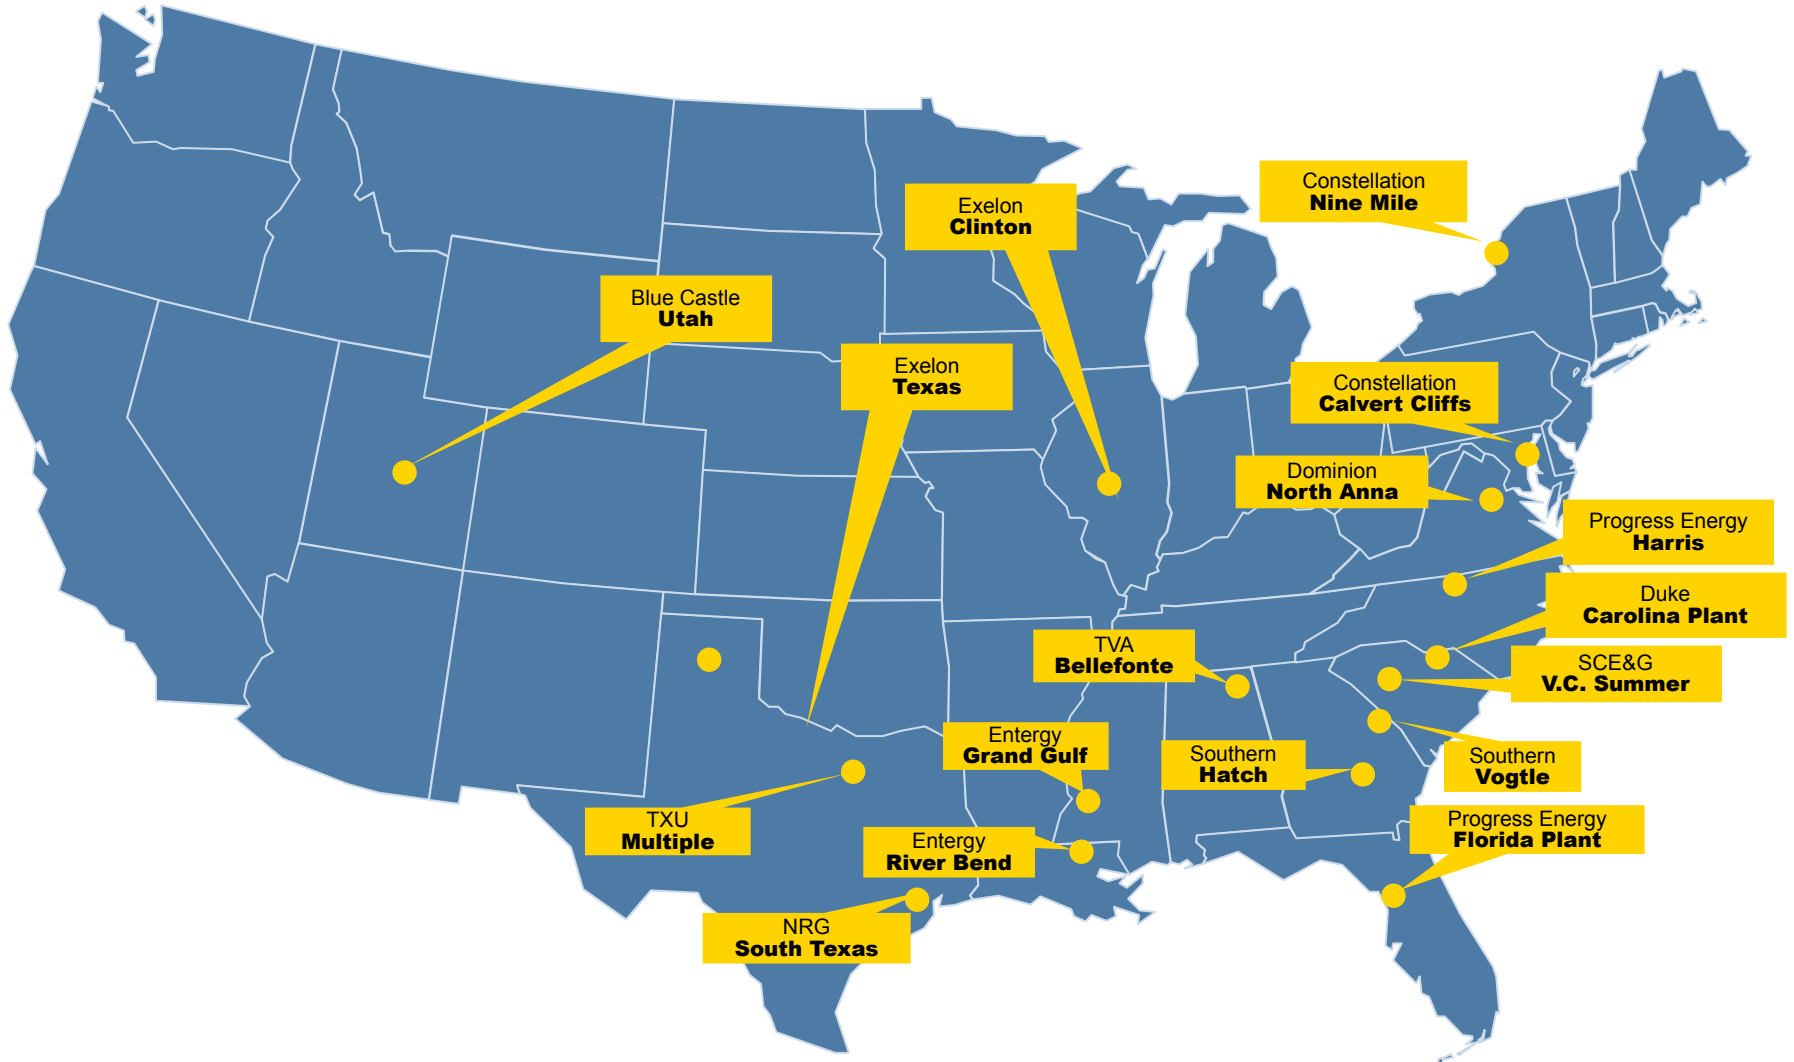 Constellation
Nine Mile
Exelon
Clinton
Blue Castle
Utah
Exelon
Texas
Constellation
Calvert Cliffs
Dominion
North Anna
Progress Energy
Harris
Duke
Carolina Plant
TVA
Bellefonte
SCE&G
V.C. Summer
Entergy
Grand Gulf
Southern
Hatch
Southern
Vogtle
TXU
Multiple
Progress Energy
Florida Plant
Entergy
River Bend
NRG
South Texas